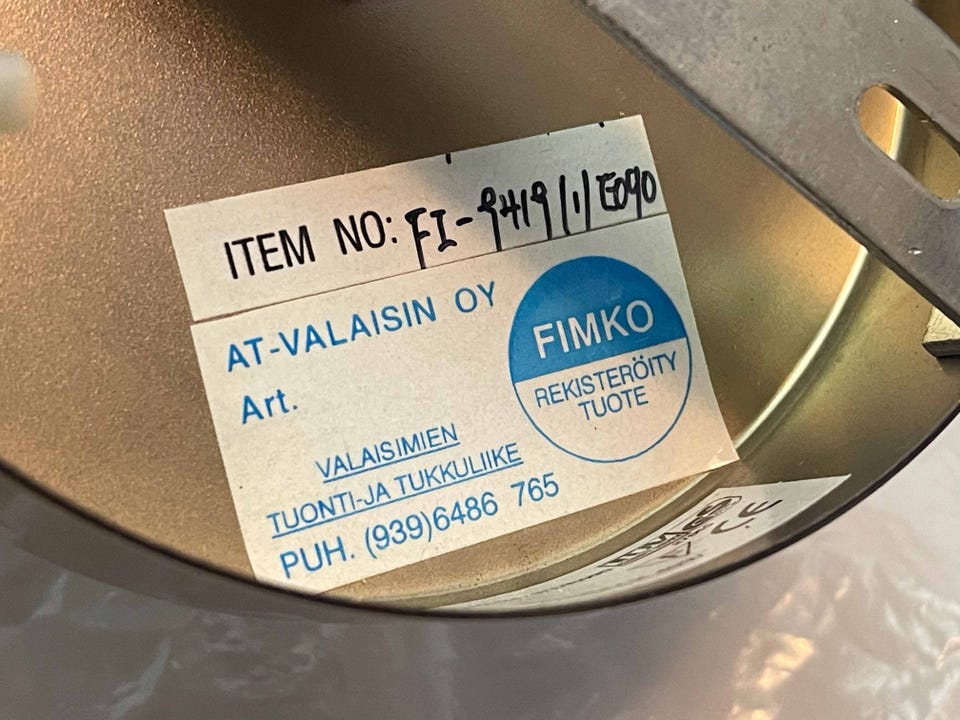 ITEM NO: FI-9419/1/E090
AT-VALAISIN OY
Art.
FIMKO
REKISTERÖITY
TUOTE
VALAISIMIEN
TUONTI-JA TUKKULIIKE
PUH. (939)6486 765
CE